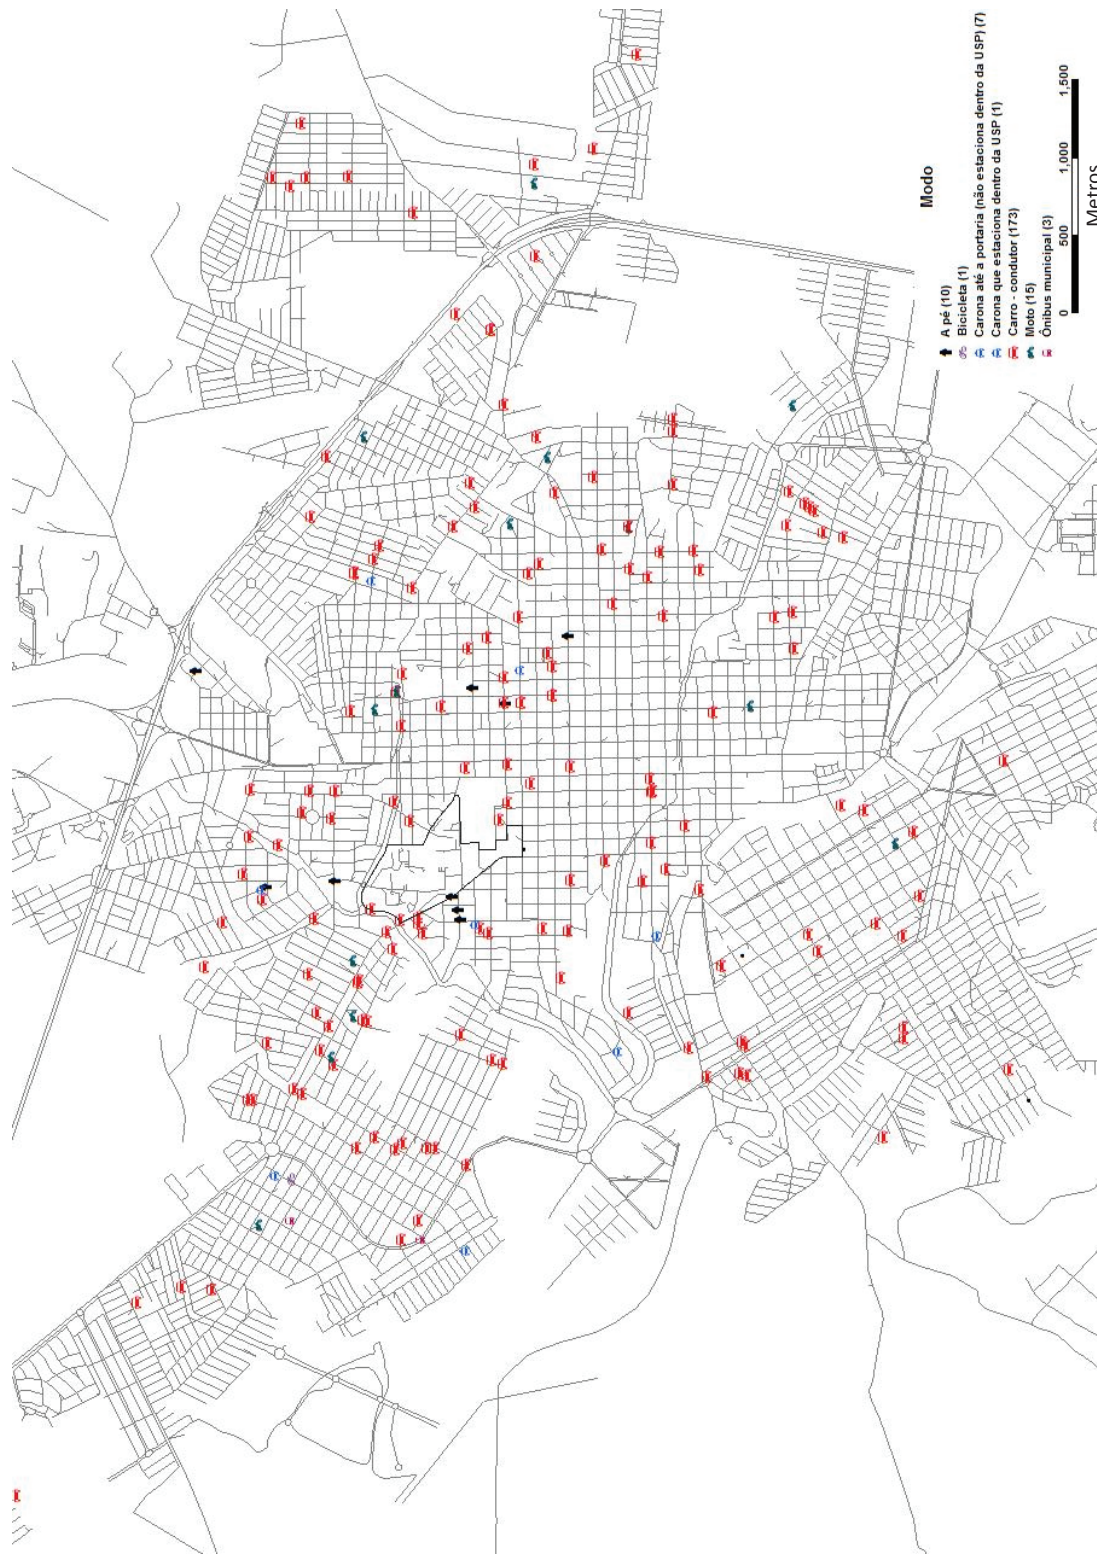 Modo
A pé (10)
Bicicleta (1)
Carona até a portaria (não estaciona dentro da USP) (7)
Carona que estaciona dentro da USP (1)
Carro - condutor (173)
Moto (15)
Ônibus municipal (3)
0 500 1,000 1,500
Metros